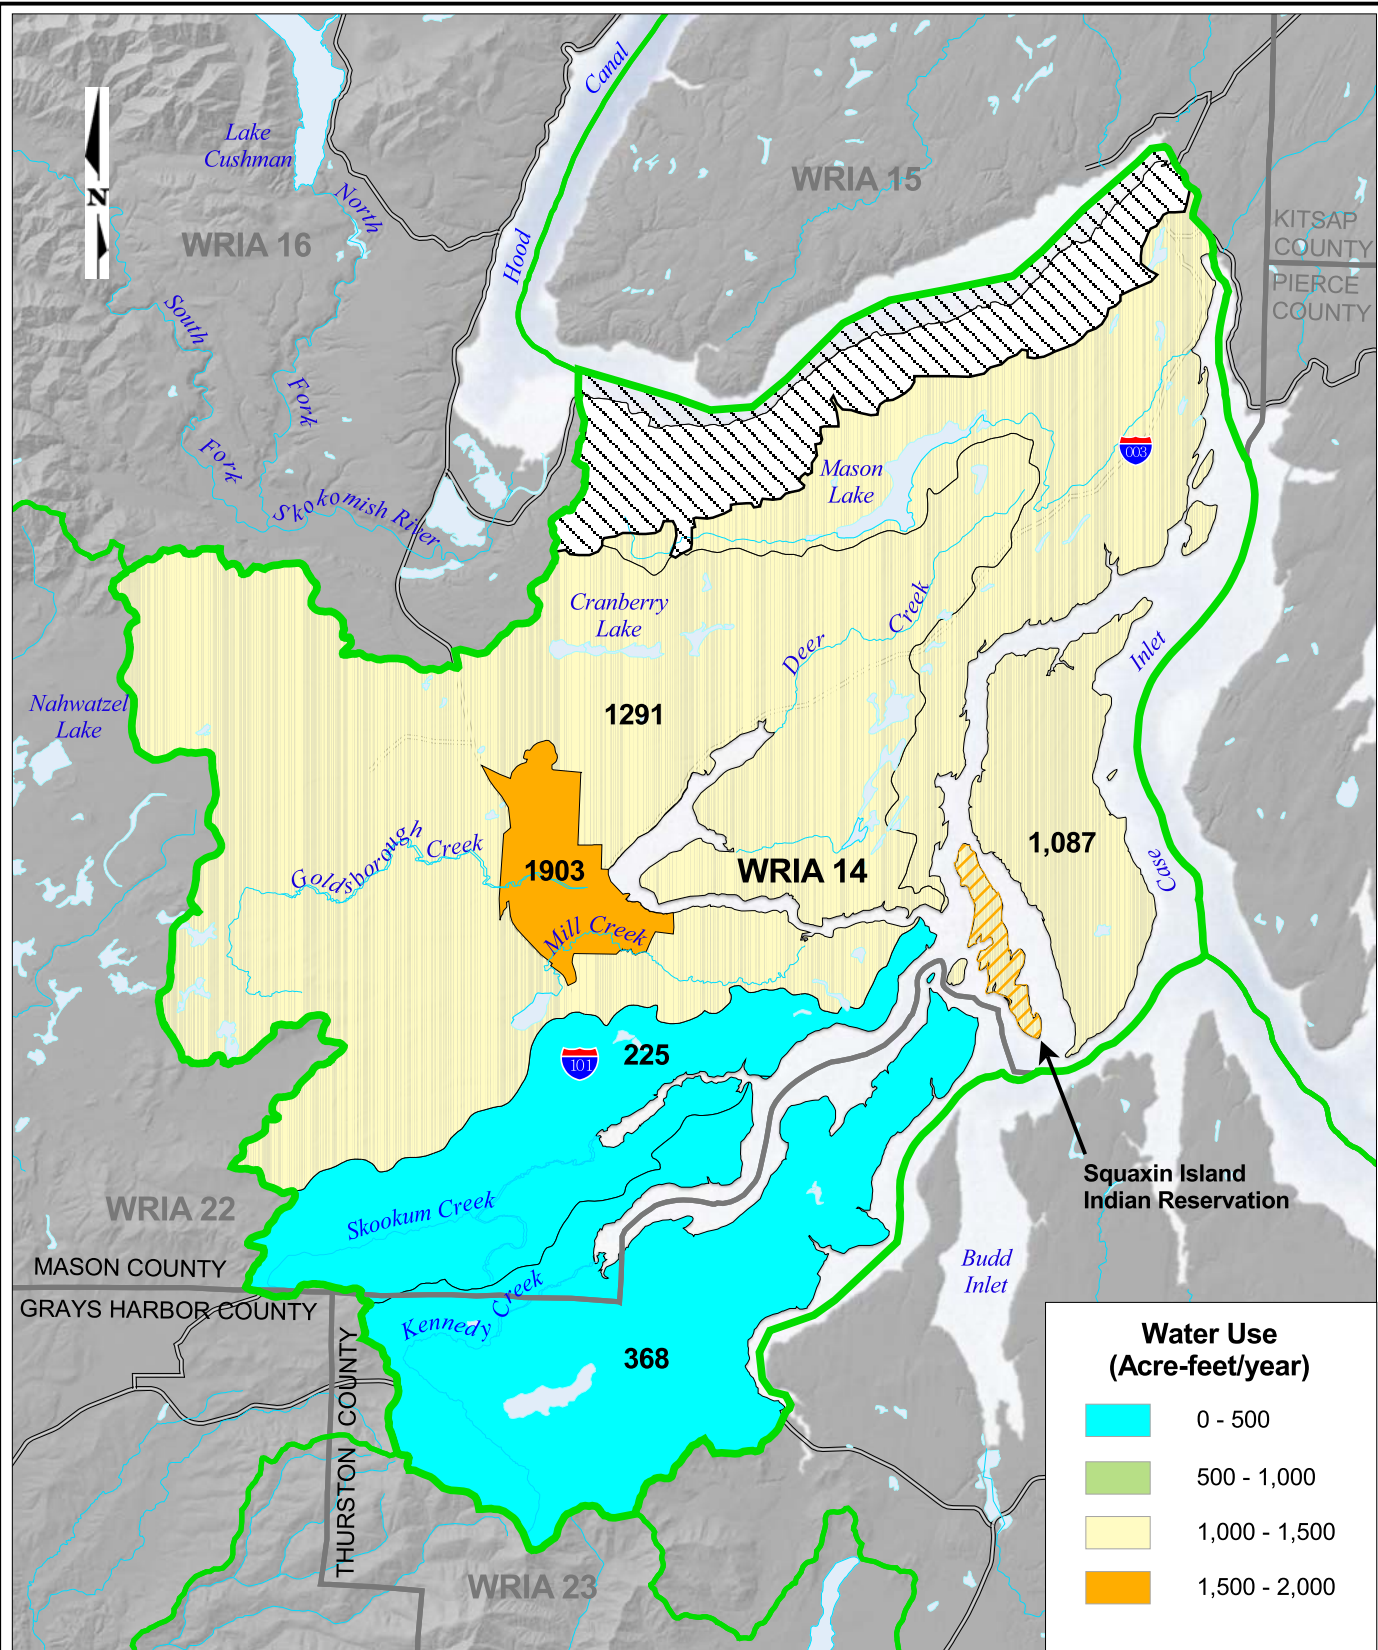 Canal
Lake
Cushman
N
North
WRIA 15
WRIA 16
Hood
KITSAP
COUNTY
PIERCE
COUNTY
South
Fork
Fork
Skokomish River
003
Mason
Lake
Cranberry
Lake
Deer
Creek
Inlet
Nahwatzel
Lake
1291
Goldsborough
Creek
1903
WRIA 14
1,087
Case
Mill Creek
225
101
Squaxin Island
Indian Reservation
WRIA 22
Skookum Creek
MASON COUNTY
GRAYS HARBOR COUNTY
Budd
Inlet
Kennedy
Creek
368
THURSTON COUNTY
WRIA 23
Water Use
(Acre-feet/year)
0 - 500
500 - 1,000
1,000 - 1,500
1,500 - 2,000